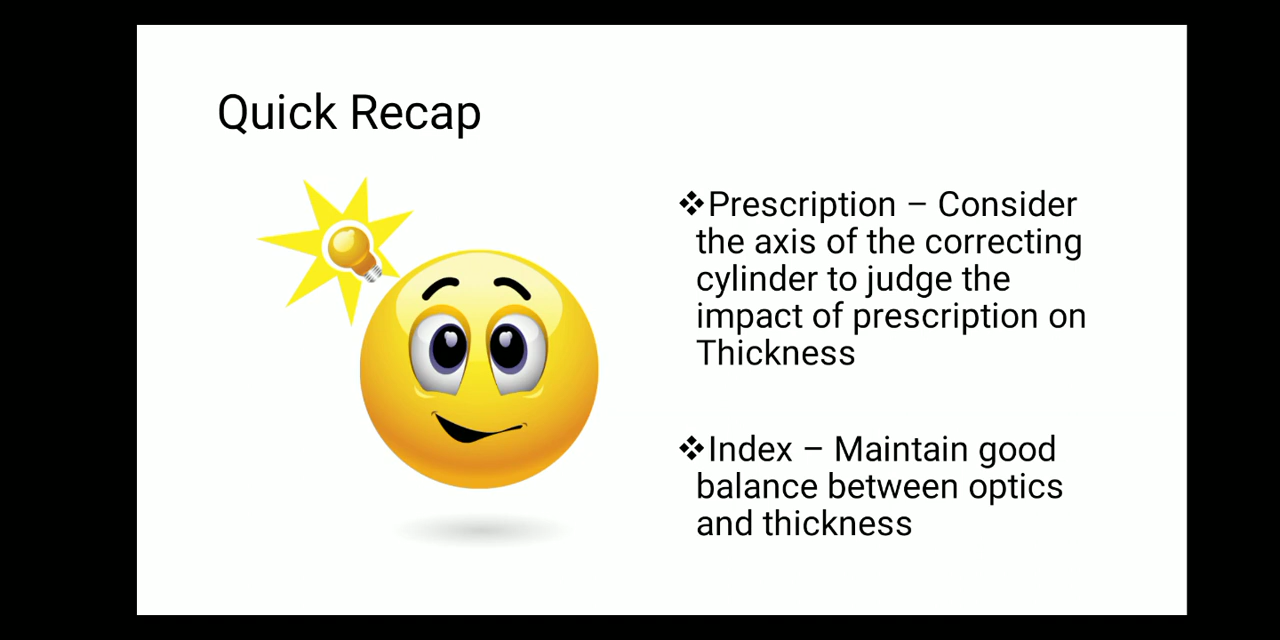 Quick Recap
❖Prescription – Consider
the axis of the correcting
cylinder to judge the
impact of prescription on
Thickness
❖Index – Maintain good
balance between optics
and thickness